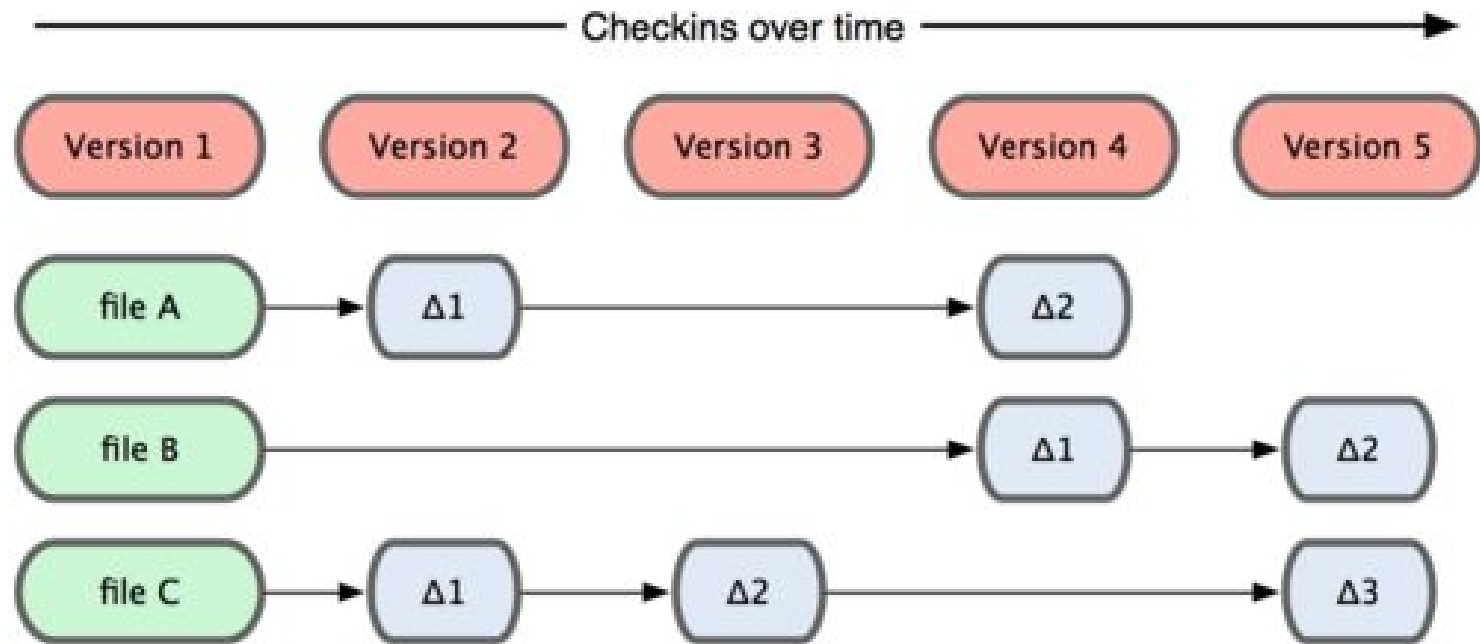 Checkins over time
Version 1 Version 2 Version 3 Version 4 Version 5
file A Δ1 Δ2
file B Δ1 Δ2
file C Δ1 Δ2 Δ3